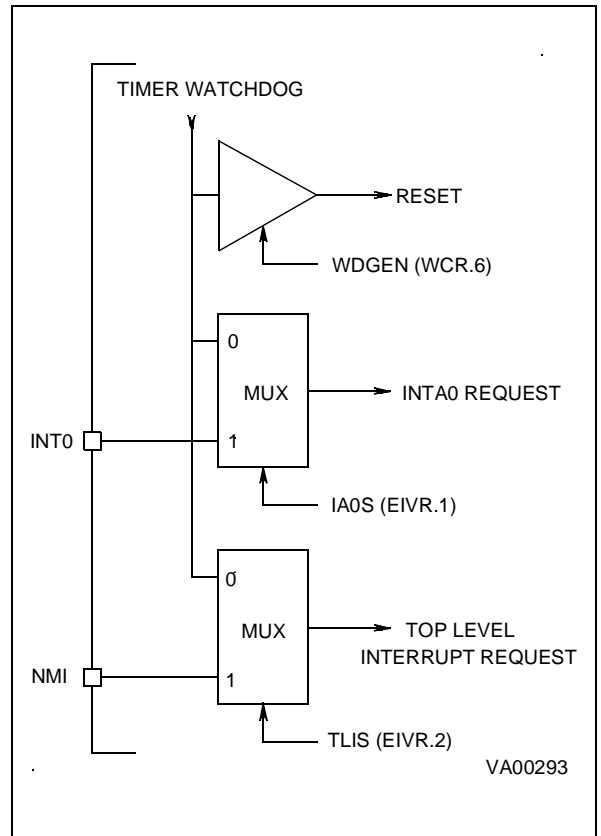 TIMER WATCHDOG
RESET
WDGEN (WCR.6)
0
MUX
INTA0 REQUEST
INT0
1
IA0S (EIVR.1)
0
MUX
TOP LEVEL
INTERRUPT REQUEST
NMI
1
TLIS (EIVR.2)
VA00293